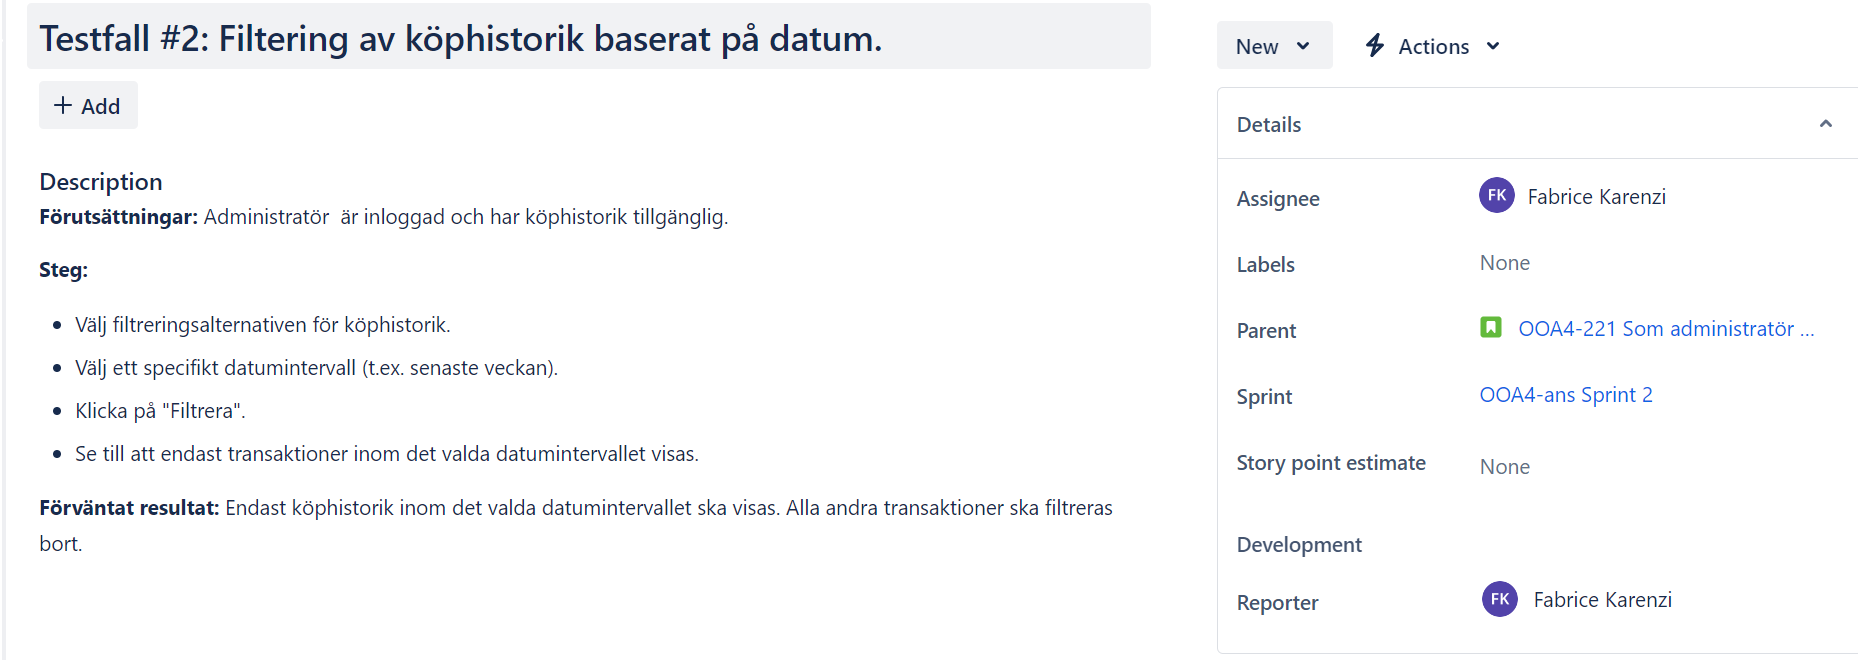 Testfall #2: Filtering av köphistorik baserat på datum.
+ Add
Description
Förutsättningar: Administratör  är inloggad och har köphistorik tillgänglig.
Steg:
• Välj filtreringsalternativen för köphistorik.
• Välj ett specifikt datumintervall (t.ex. senaste veckan).
• Klicka på "Filtrera".
• Se till att endast transaktioner inom det valda datumintervallet visas.
Förväntat resultat: Endast köphistorik inom det valda datumintervallet ska visas. Alla andra transaktioner ska filtreras
bort.
New
Actions
Details
Assignee FK Fabrice Karenzi
Labels None
Parent OOA4-221 Som administratör ...
Sprint OOA4-ans Sprint 2
Story point estimate None
Development
Reporter FK Fabrice Karenzi